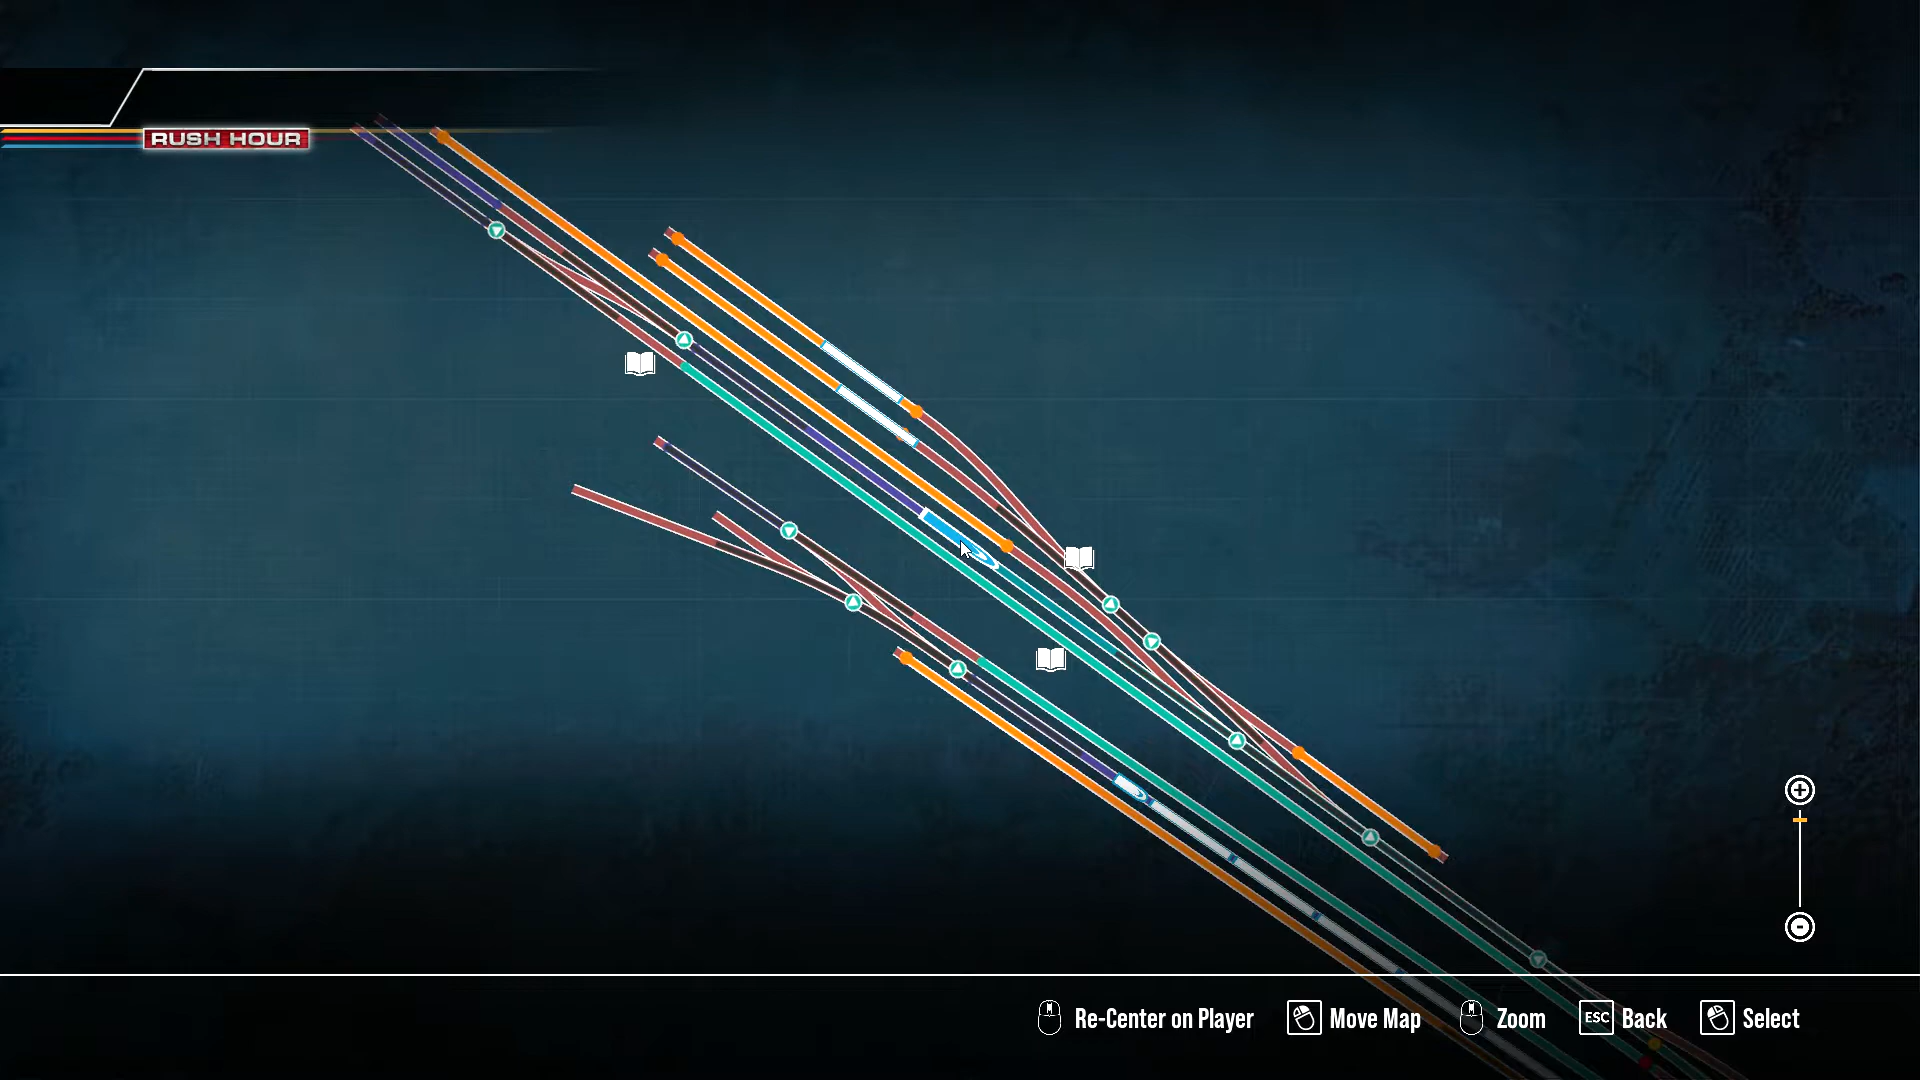 RUSH HOUR
Re-Center on Player
Move Map
Zoom
ESC Back
Select